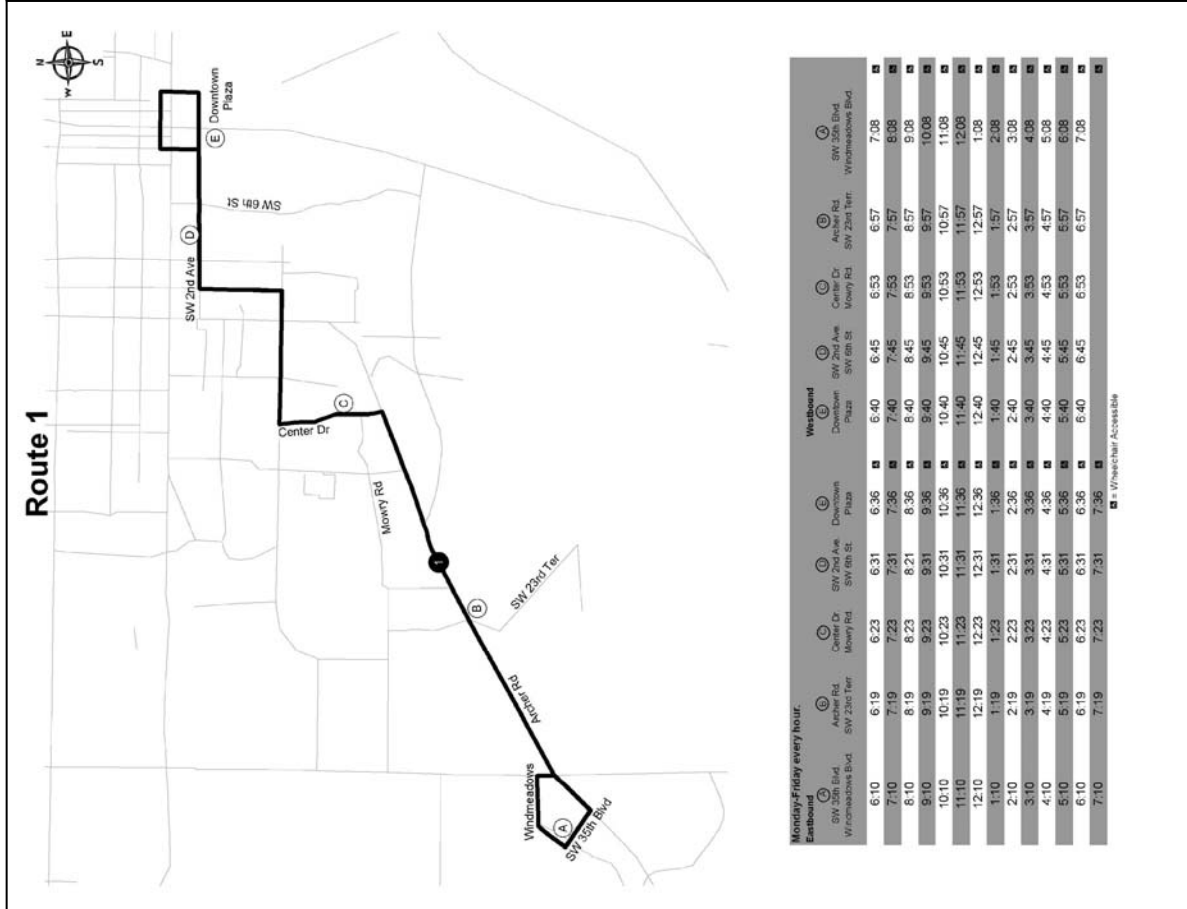 Route 1
N
E
S
W
Downtown
Plaza
E
SW 6th St
D
SW 2nd Ave
C
Center Dr
Mowry Rd
1
B
SW 23rd Ter
Archer Rd
Windmeadows
A
SW 35th Blvd
Monday-Friday every hour.
Eastbound Westbound
A B C D E E D C B A
SW 35th Blvd. Archer Rd. Center Dr. SW 2nd Ave. Downtown Downtown SW 2nd Ave. Center Dr. Archer Rd. SW 35th Blvd.
Windmeadows Blvd. SW 23rd Terr. Mowry Rd. SW 6th St. Plaza Plaza SW 6th St. Mowry Rd. SW 23rd Terr. Windmeadows Blvd.
6:10 6:19 6:23 6:31 6:36 6:40 6:45 6:53 6:57 7:08
7:10 7:19 7:23 7:31 7:36 7:40 7:45 7:53 7:57 8:08
8:10 8:19 8:23 8:21 8:36 8:40 8:45 8:53 8:57 9:08
9:10 9:19 9:23 9:31 9:36 9:40 9:45 9:53 9:57 10:08
10:10 10:19 10:23 10:31 10:36 10:40 10:45 10:53 10:57 11:08
11:10 11:19 11:23 11:31 11:36 11:40 11:45 11:53 11:57 12:08
12:10 12:19 12:23 12:31 12:36 12:40 12:45 12:53 12:57 1:08
1:10 1:19 1:23 1:31 1:36 1:40 1:45 1:53 1:57 2:08
2:10 2:19 2:23 2:31 2:36 2:40 2:45 2:53 2:57 3:08
3:10 3:19 3:23 3:31 3:36 3:40 3:45 3:53 3:57 4:08
4:10 4:19 4:23 4:31 4:36 4:40 4:45 4:53 4:57 5:08
5:10 5:19 5:23 5:31 5:36 5:40 5:45 5:53 5:57 6:08
6:10 6:19 6:23 6:31 6:36 6:40 6:45 6:53 6:57 7:08
7:10 7:19 7:23 7:31 7:36
= Wheelchair Accessible